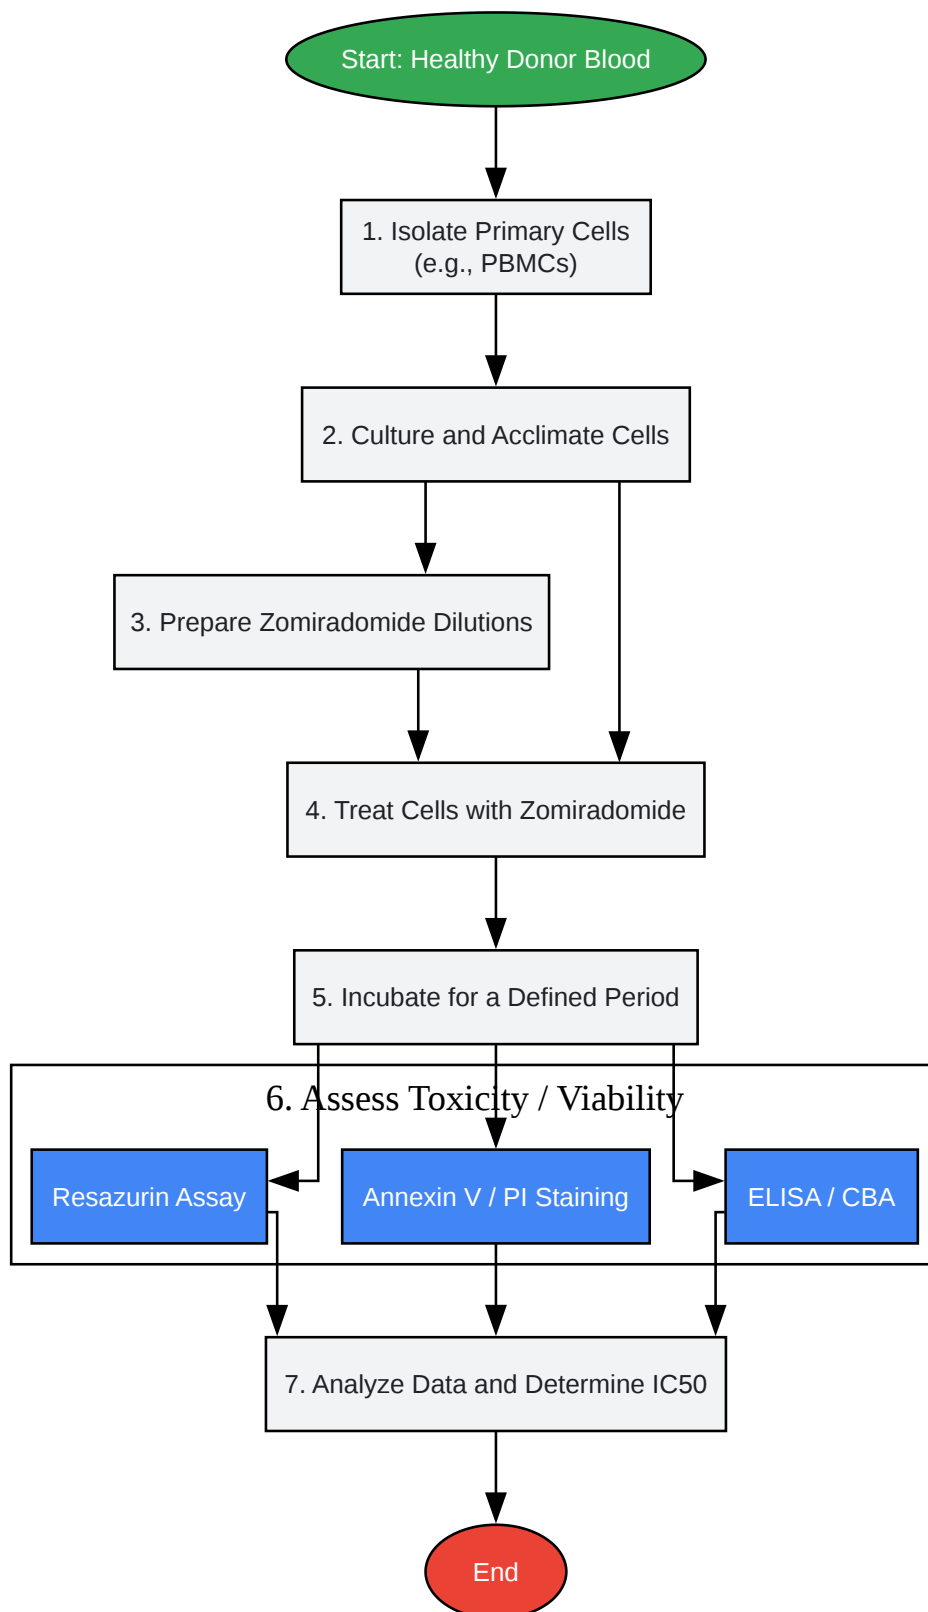 Start: Healthy Donor Blood
1. Isolate Primary Cells
(e.g., PBMCs)
2. Culture and Acclimate Cells
3. Prepare Zomiradomide Dilutions
4. Treat Cells with Zomiradomide
5. Incubate for a Defined Period
6. Assess Toxicity / Viability
Resazurin Assay
Annexin V / PI Staining
ELISA / CBA
7. Analyze Data and Determine IC50
End